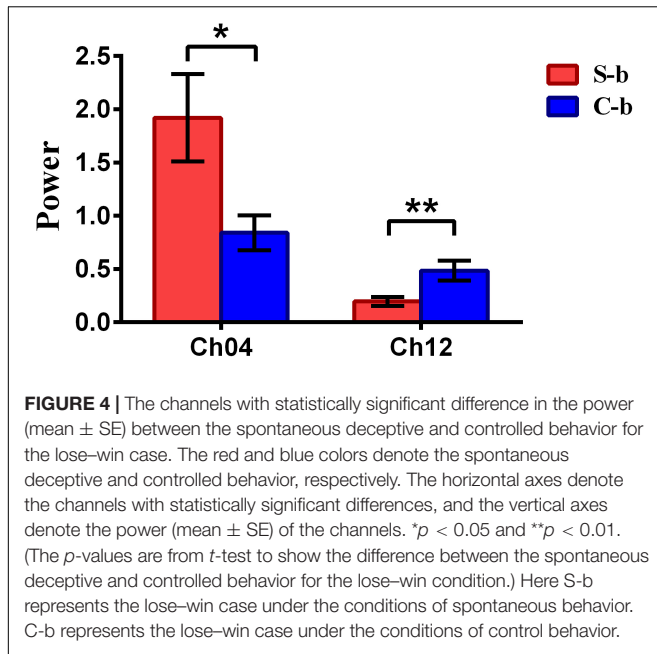 *
**
S-b
C-b
Power
2.5
2.0
1.5
1.0
0.5
0.0
Ch04 Ch12
FIGURE 4 | The channels with statistically significant difference in the power
(mean ± SE) between the spontaneous deceptive and controlled behavior for
the lose–win case. The red and blue colors denote the spontaneous
deceptive and controlled behavior, respectively. The horizontal axes denote
the channels with statistically significant differences, and the vertical axes
denote the power (mean ± SE) of the channels. *p < 0.05 and **p < 0.01.
(The p-values are from t-test to show the difference between the spontaneous
deceptive and controlled behavior for the lose–win condition.) Here S-b
represents the lose–win case under the conditions of spontaneous behavior.
C-b represents the lose–win case under the conditions of control behavior.